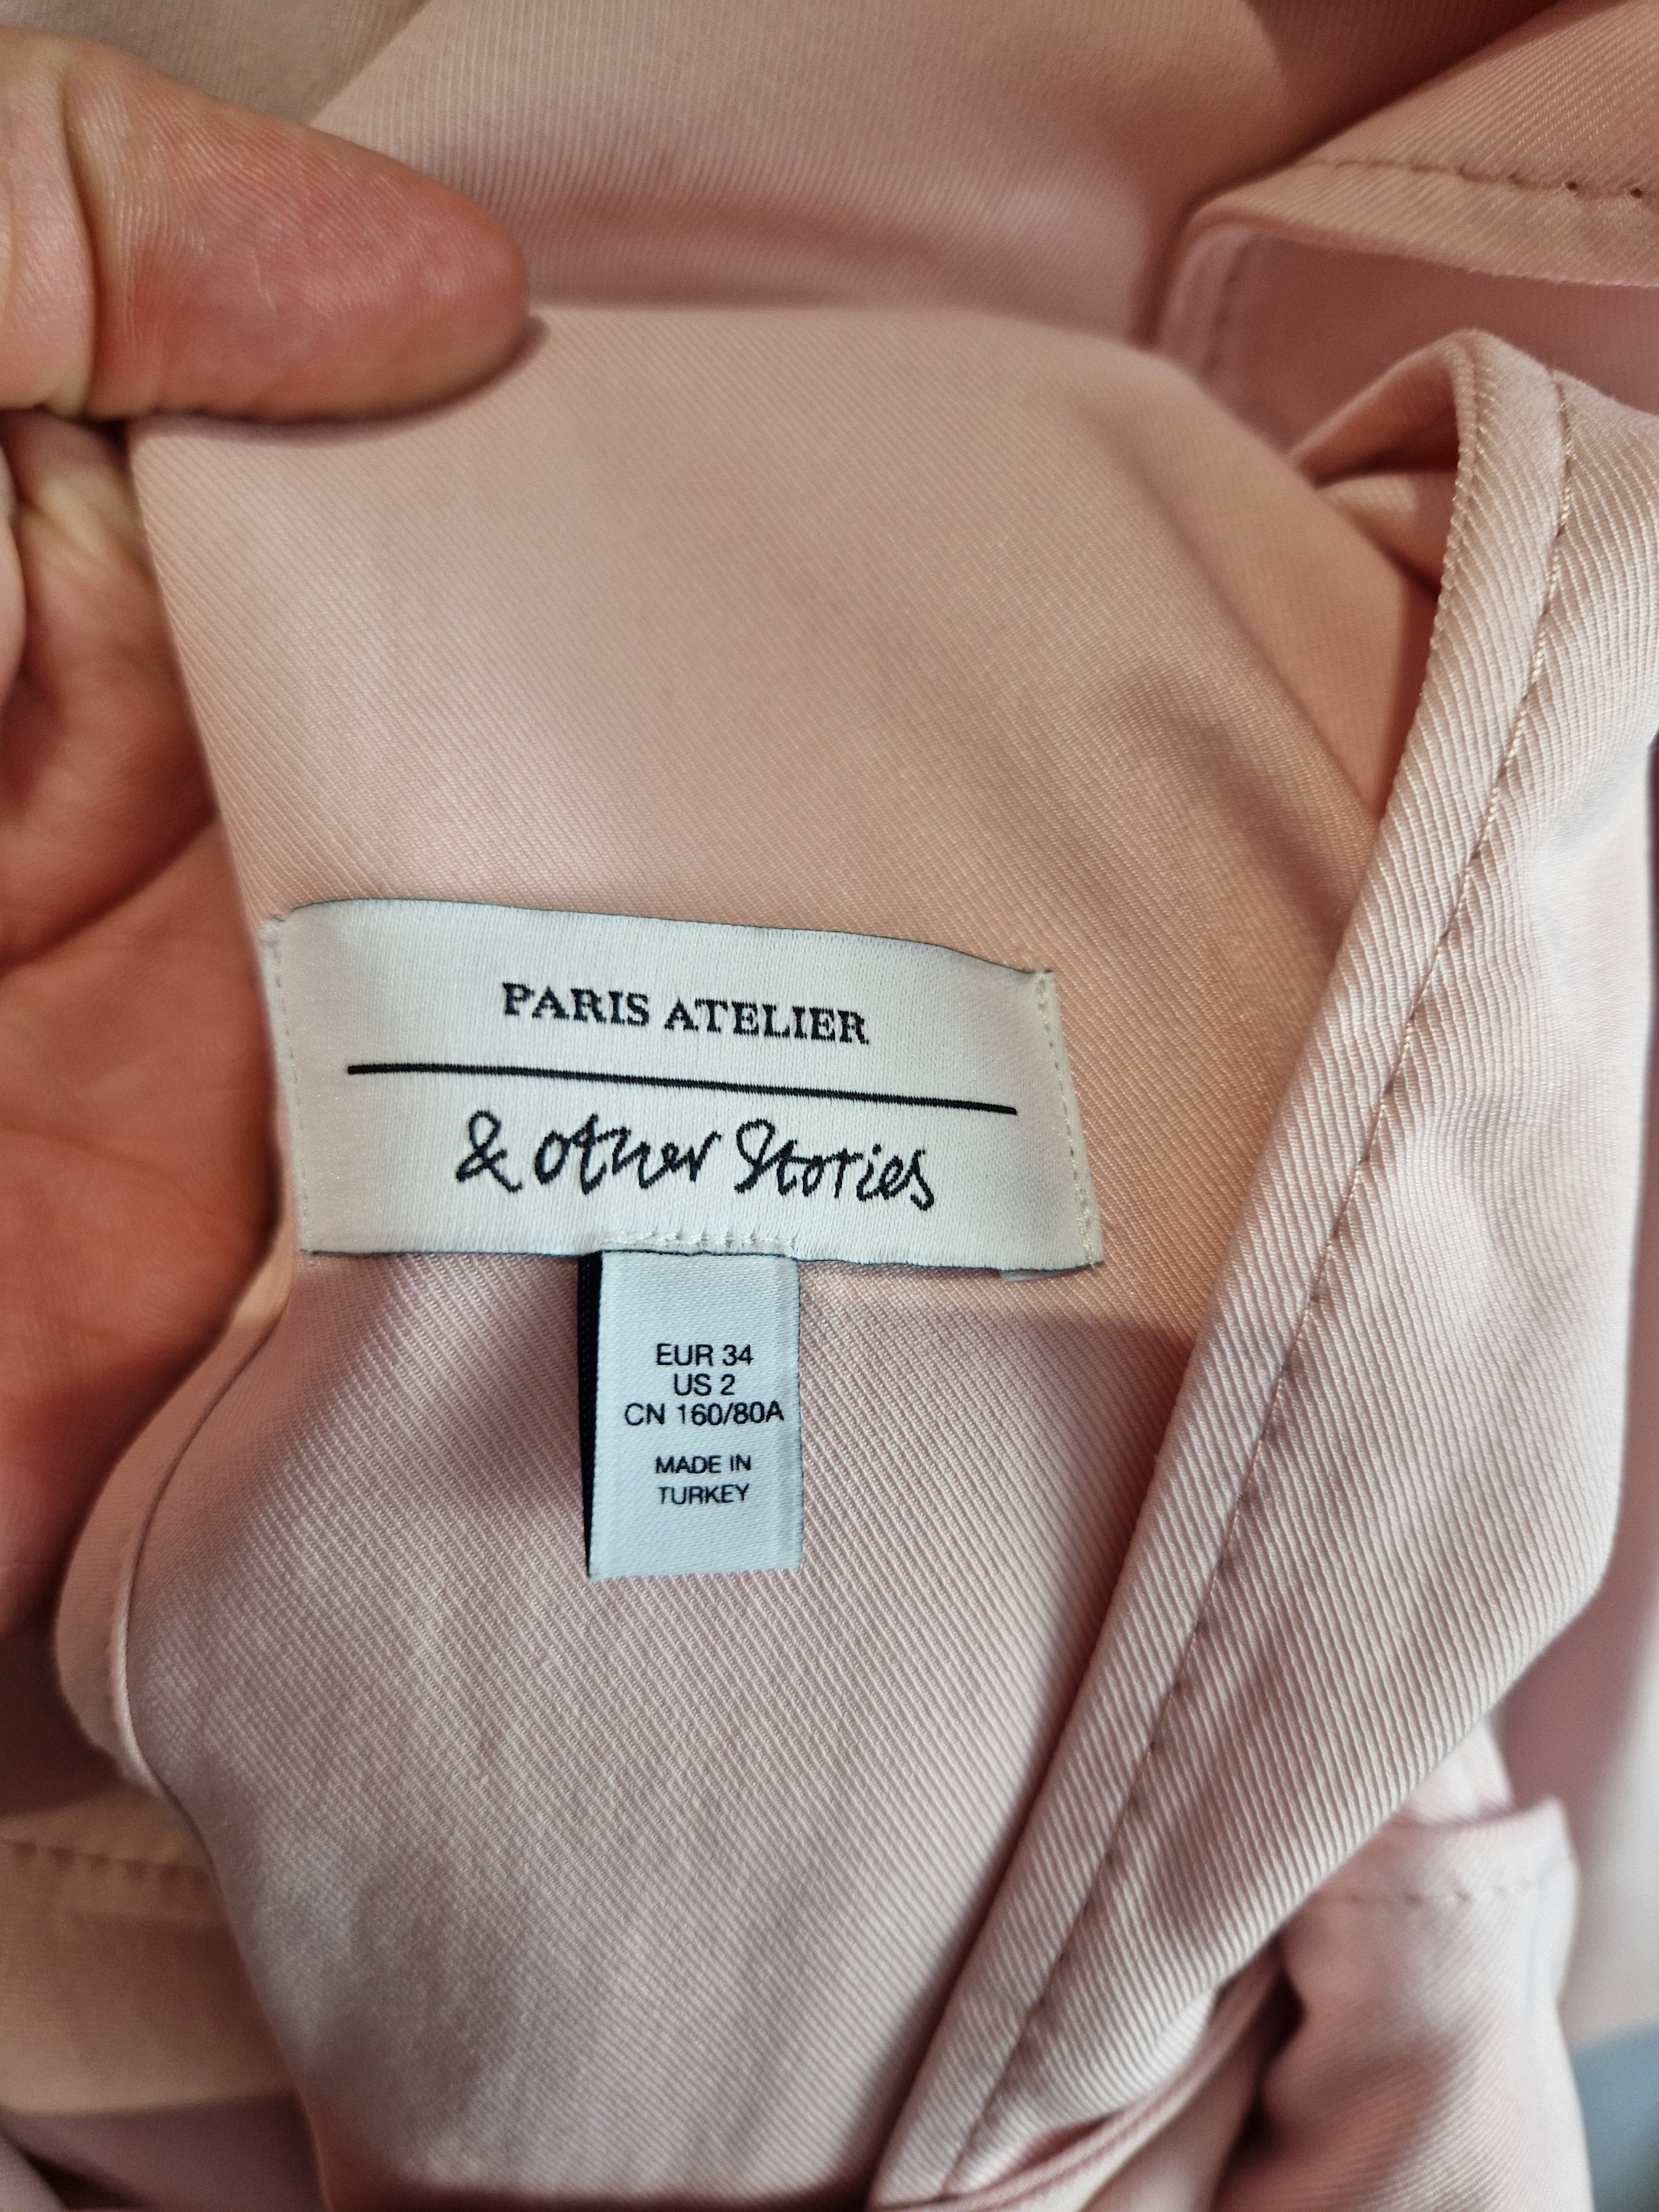 PARIS ATELIER
& other Stories
EUR 34
US 2
CN 160/80A
MADE IN
TURKEY